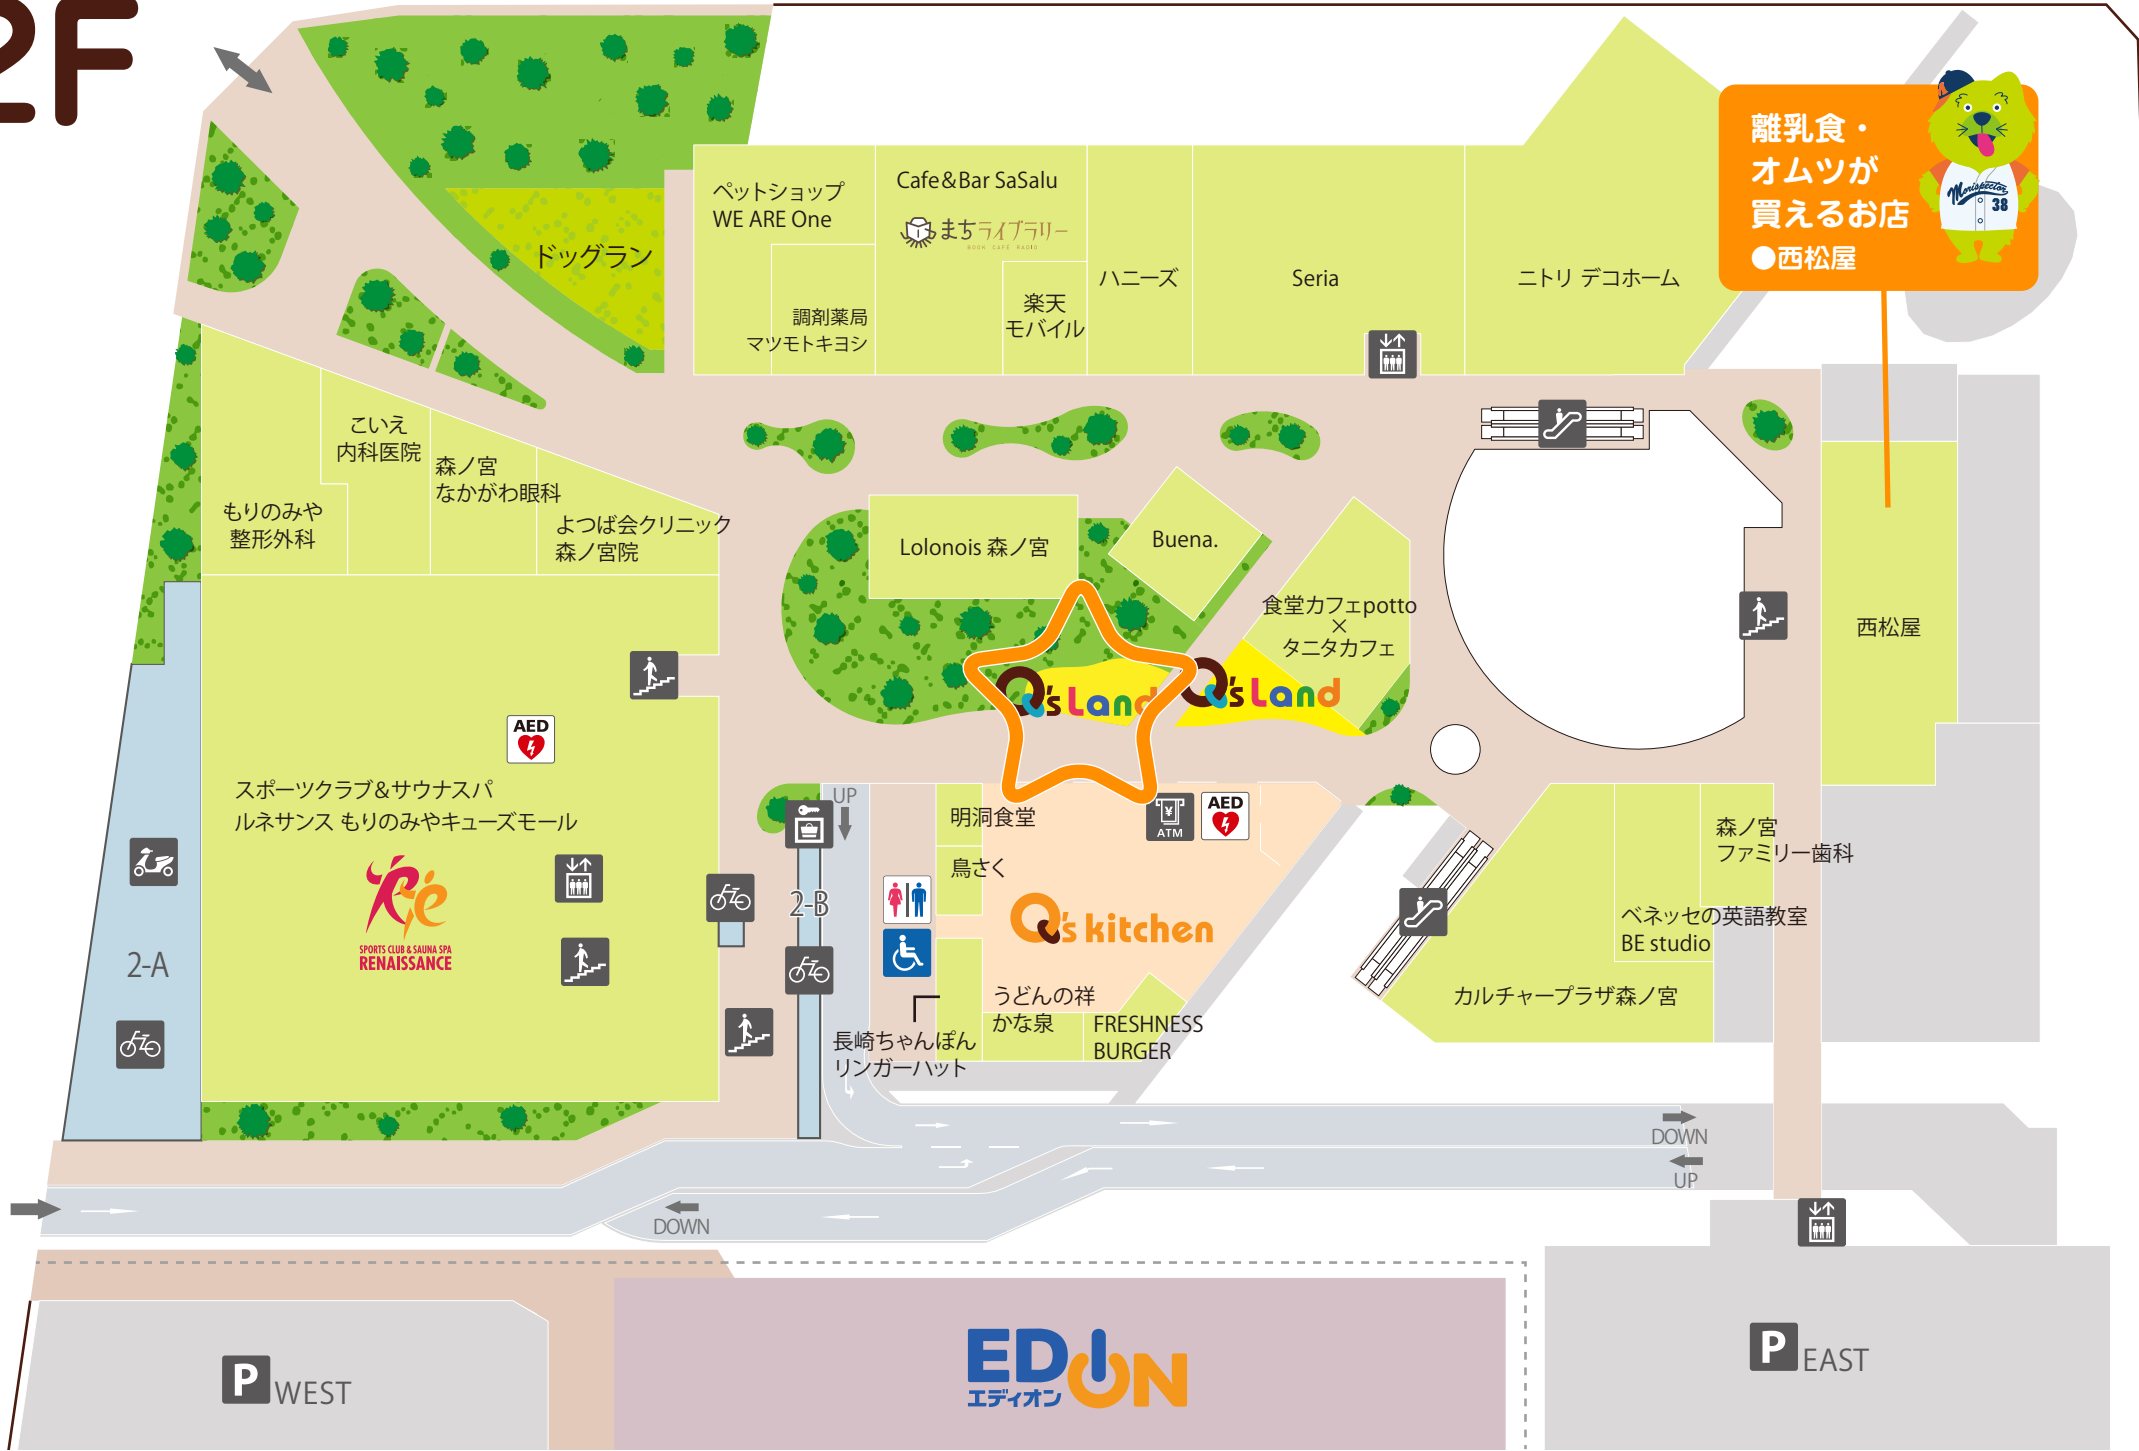 2F
離乳食・
オムツが
買えるお店
●西松屋
Morispector
38
ペットショップ
WE ARE One
Cafe&Bar SaSalu
まちライブラリー
BOOK CAFE RADIO
調剤薬局
マツモトキヨシ
楽天
モバイル
ハニーズ
Seria
ニトリ デコホーム
ドッグラン
こいえ
内科医院
森ノ宮
なかがわ眼科
もりのみや
整形外科
よつば会クリニック
森ノ宮院
Lolonois 森ノ宮
Buena.
食堂カフェpotto
×
タニタカフェ
Q's Land
Q's Land
西松屋
AED
スポーツクラブ&サウナスパ
ルネサンス もりのみやキューズモール
SPORTS CLUB & SAUNA SPA
RENAISSANCE
2-A
UP
2-B
明洞食堂
鳥さく
ATM
AED
Q's kitchen
うどんの祥
かな泉
FRESHNESS
BURGER
長崎ちゃんぽん
リンガーハット
森ノ宮
ファミリー歯科
ベネッセの英語教室
BE studio
カルチャープラザ森ノ宮
DOWN
UP
DOWN
P WEST
EDION
エディオン
P EAST